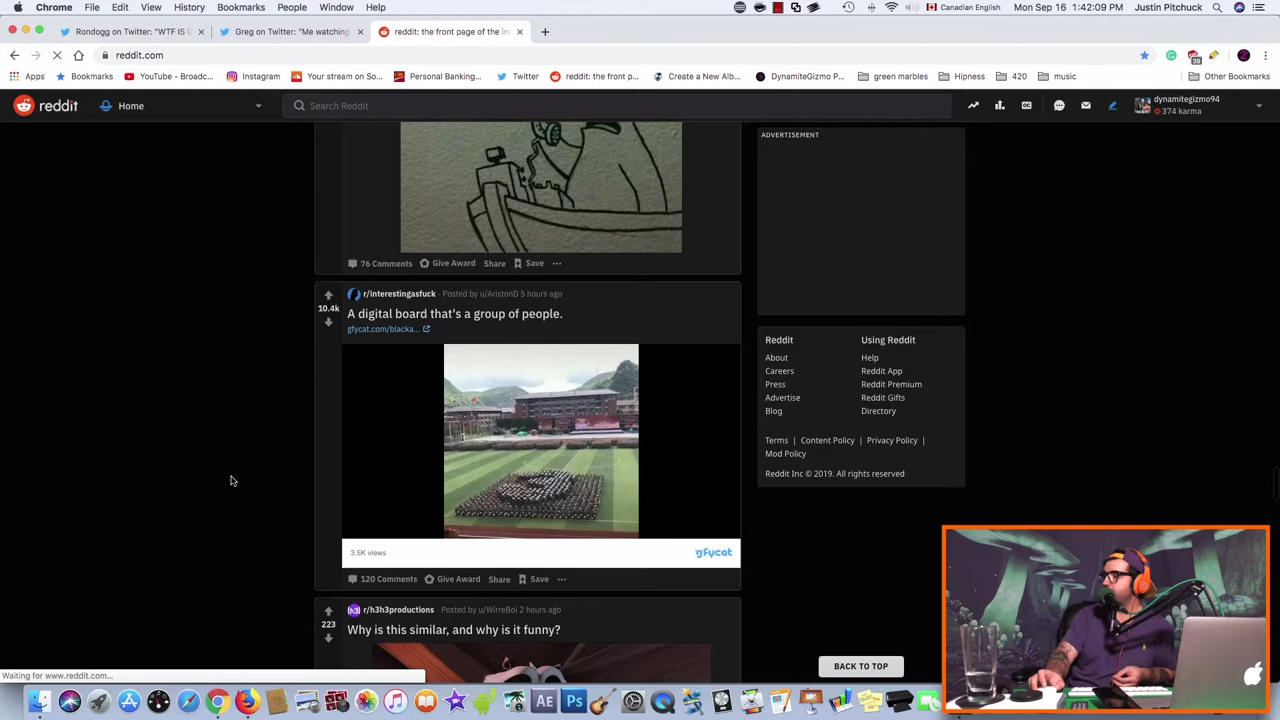 Chrome File Edit View History Bookmarks People Window Help Canadian English Mon Sep 16 1:42:09 PM Justin Pitchuck
Rondogg on Twitter: "WTF IS Greg on Twitter: "Me watching reddit: the front page of the in
reddit.com
39
Apps Bookmarks YouTube - Broadc... Instagram Your stream on So... Personal Banking... Twitter reddit: the front p... Create a New Alb... DynamiteGizmo P... green marbles Hipness 420 music Other Bookmarks
reddit Home Search Reddit dynamitegizmo94
374 karma
ADVERTISEMENT
76 Comments Give Award Share Save
r/interestingasfuck · Posted by u/AristonD 5 hours ago
10.4k
A digital board that's a group of people.
gfycat.com/blacka...
3.5K views gfycat
120 Comments Give Award Share Save
h3 r/h3h3productions · Posted by u/WirreBoi 2 hours ago
223
Why is this similar, and why is it funny?
Reddit Using Reddit
About Help
Careers Reddit App
Press Reddit Premium
Advertise Reddit Gifts
Blog Directory
Terms | Content Policy | Privacy Policy |
Mod Policy
Reddit Inc © 2019. All rights reserved
BACK TO TOP
Waiting for www.reddit.com...
Ae Ps